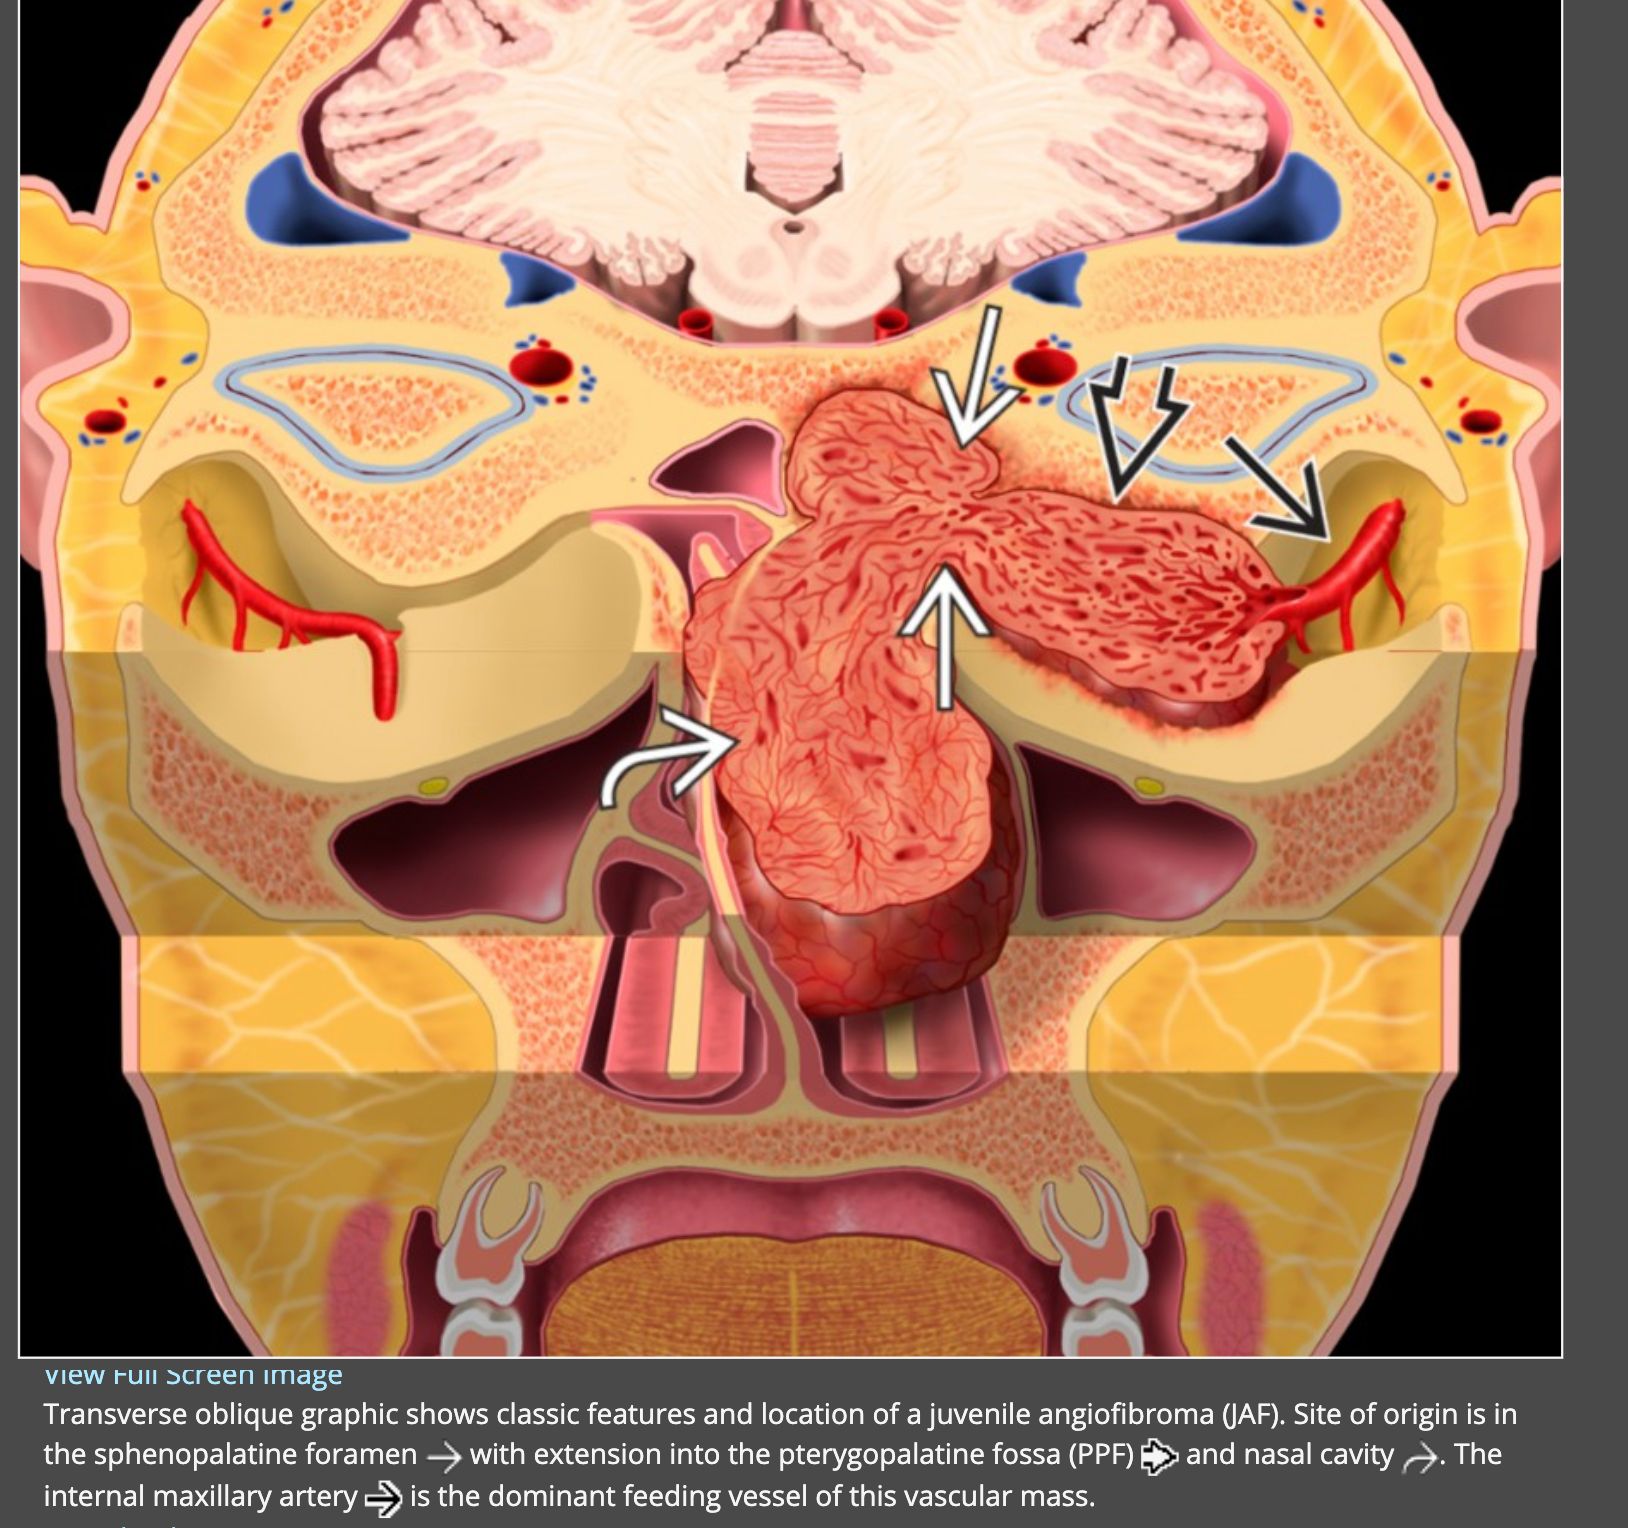 View Full Screen Image
Transverse oblique graphic shows classic features and location of a juvenile angiofibroma (JAF). Site of origin is in
the sphenopalatine foramen with extension into the pterygopalatine fossa (PPF) and nasal cavity . The
internal maxillary artery is the dominant feeding vessel of this vascular mass.